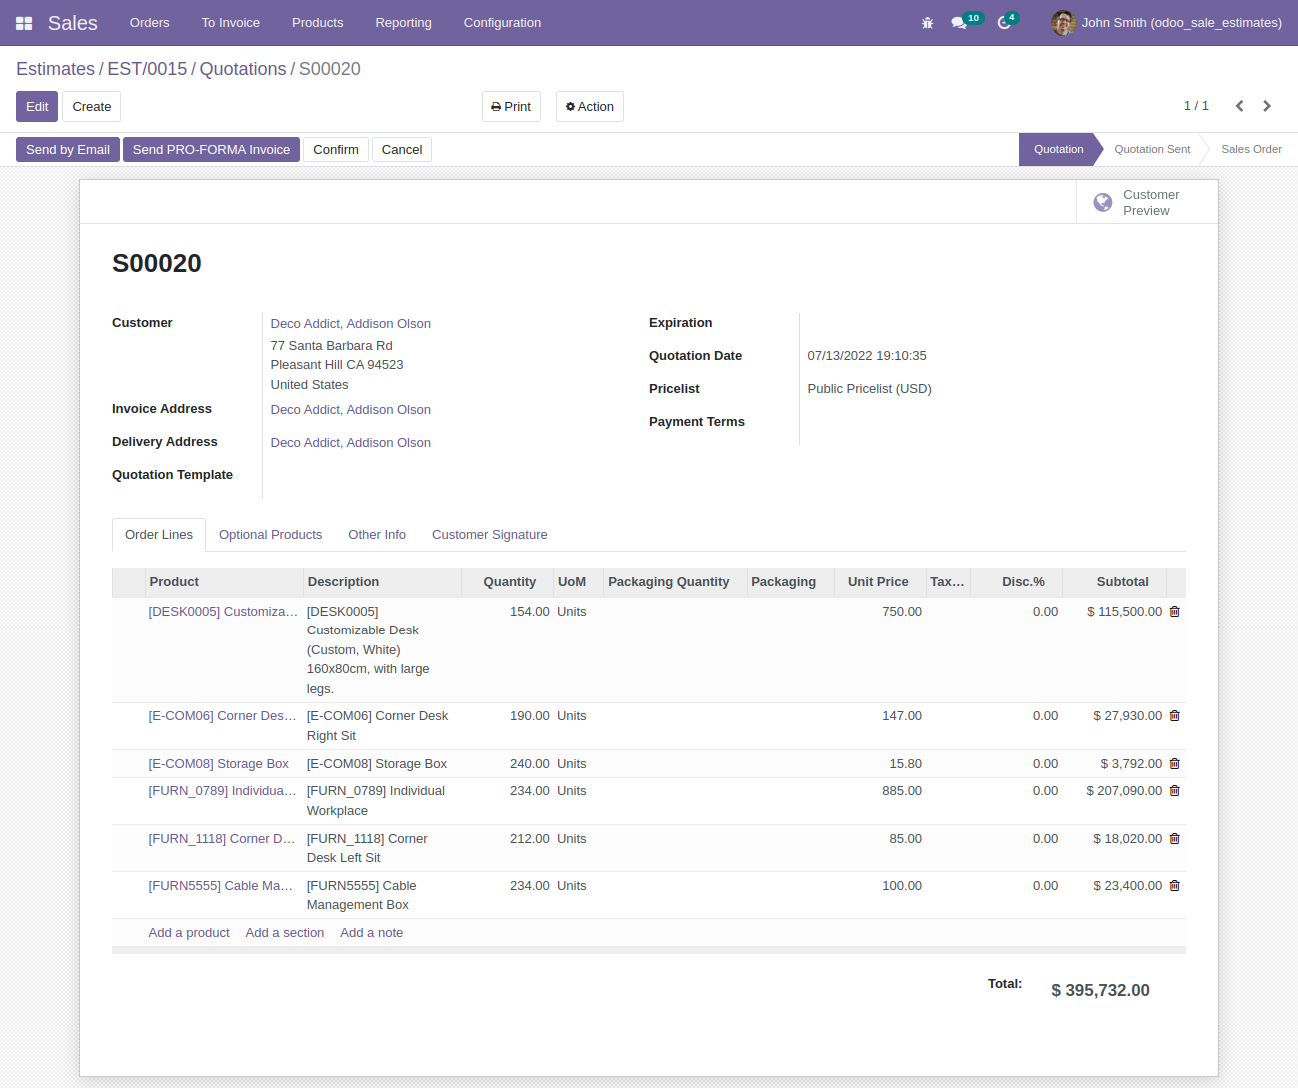 Sales Orders To Invoice Products Reporting Configuration 10 4 John Smith (odoo_sale_estimates)
Estimates / EST/0015 / Quotations / S00020
Edit Create Print Action 1 / 1
Send by Email Send PRO-FORMA Invoice Confirm Cancel Quotation Quotation Sent Sales Order
Customer
Preview
S00020
Customer Deco Addict, Addison Olson
77 Santa Barbara Rd
Pleasant Hill CA 94523
United States
Invoice Address Deco Addict, Addison Olson
Delivery Address Deco Addict, Addison Olson
Quotation Template
Expiration
Quotation Date 07/13/2022 19:10:35
Pricelist Public Pricelist (USD)
Payment Terms
Order Lines Optional Products Other Info Customer Signature
Product Description Quantity UoM Packaging Quantity Packaging Unit Price Tax… Disc.% Subtotal
[DESK0005] Customiza… [DESK0005] 154.00 Units 750.00 0.00 $ 115,500.00
Customizable Desk
(Custom, White)
160x80cm, with large
legs.
[E-COM06] Corner Des… [E-COM06] Corner Desk 190.00 Units 147.00 0.00 $ 27,930.00
Right Sit
[E-COM08] Storage Box [E-COM08] Storage Box 240.00 Units 15.80 0.00 $ 3,792.00
[FURN_0789] Individua… [FURN_0789] Individual 234.00 Units 885.00 0.00 $ 207,090.00
Workplace
[FURN_1118] Corner D… [FURN_1118] Corner 212.00 Units 85.00 0.00 $ 18,020.00
Desk Left Sit
[FURN5555] Cable Ma… [FURN5555] Cable 234.00 Units 100.00 0.00 $ 23,400.00
Management Box
Add a product Add a section Add a note
Total: $ 395,732.00